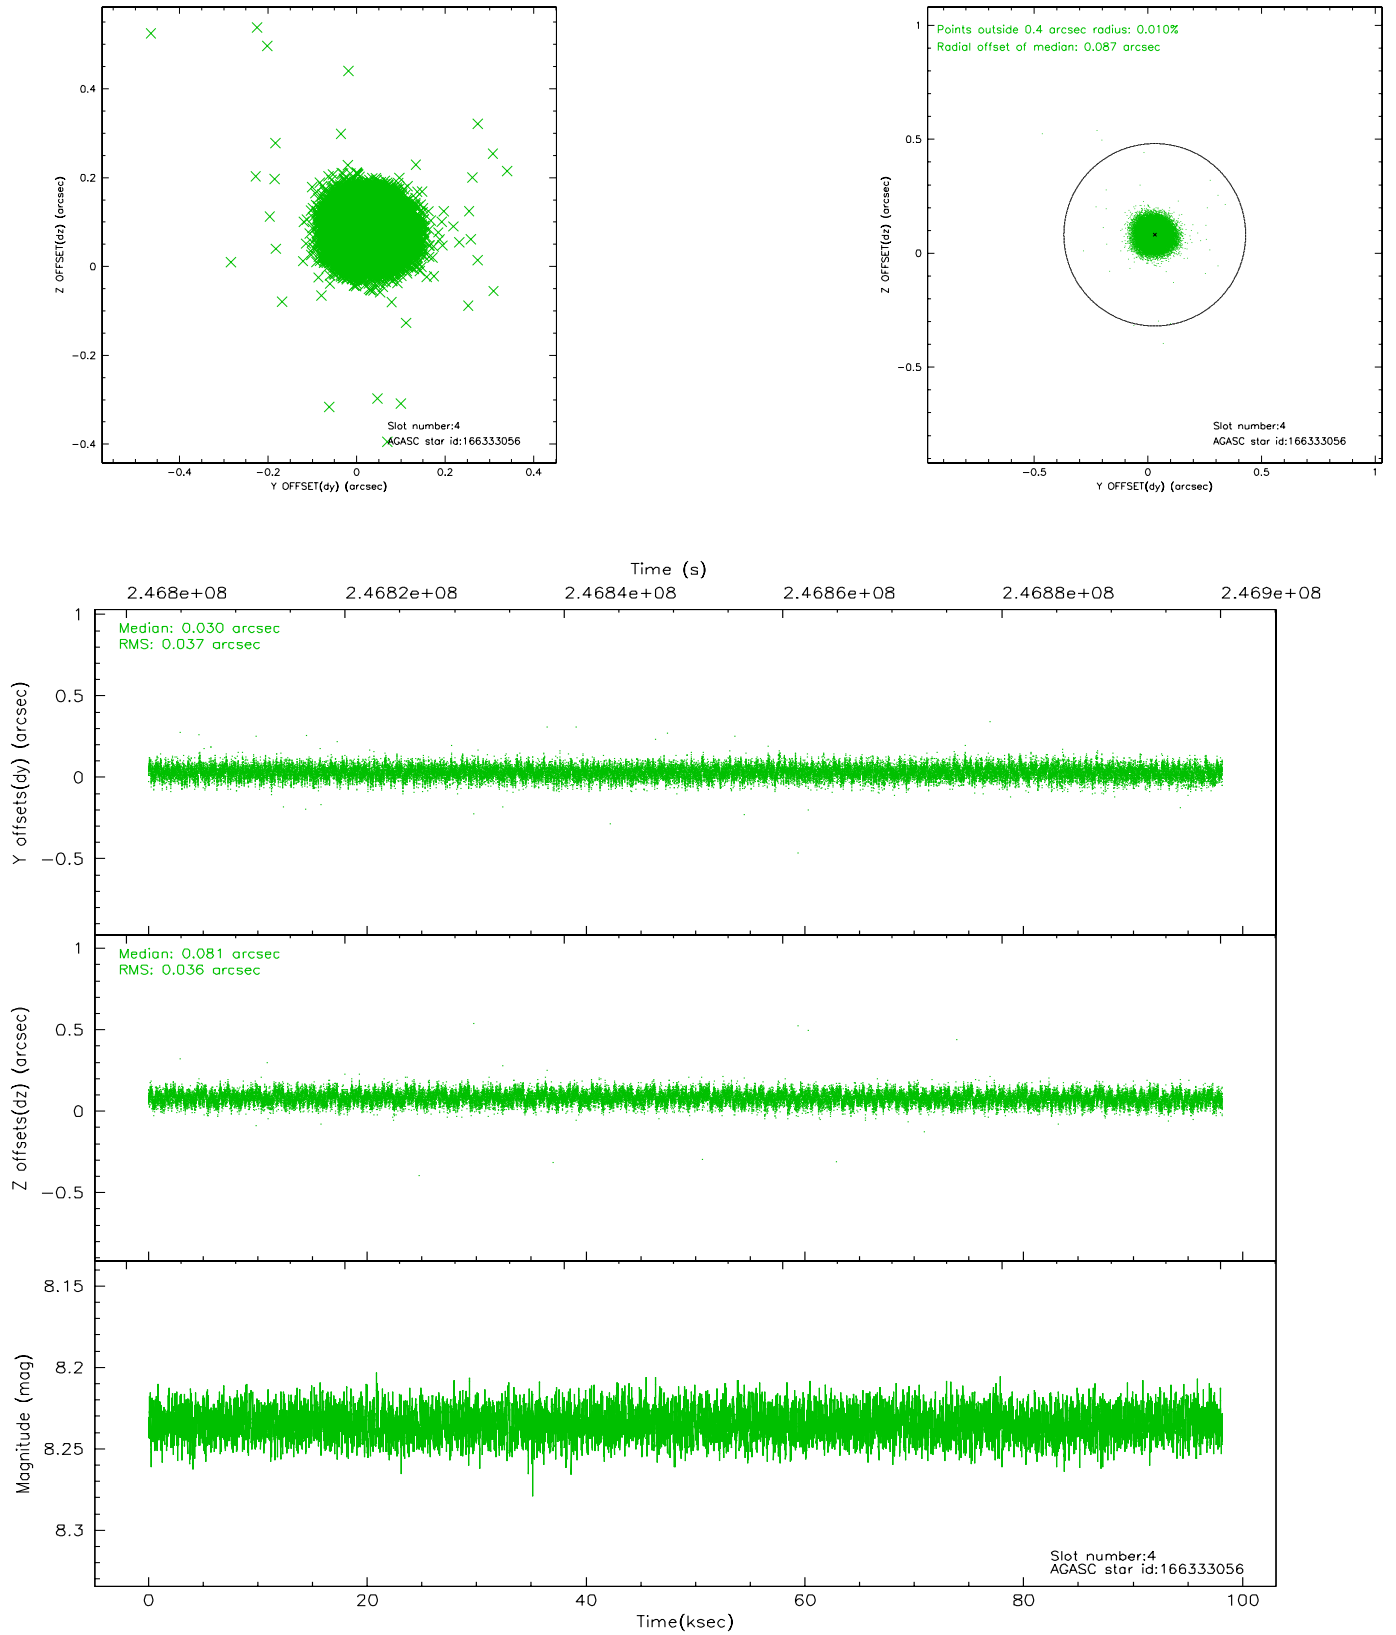 0.4
0.2
0
−0.2
−0.4
Z OFFSET(dz) (arcsec)
−0.4
−0.2
0
0.2
0.4
Y OFFSET(dy) (arcsec)
Slot number:4
AGASC star id:166333056
Points outside 0.4 arcsec radius: 0.010%
Radial offset of median: 0.087 arcsec
1
0.5
0
−0.5
Z OFFSET(dz) (arcsec)
−0.5
0
0.5
1
Y OFFSET(dy) (arcsec)
Slot number:4
AGASC star id:166333056
Time (s)
2.468e+08
2.4682e+08
2.4684e+08
2.4686e+08
2.4688e+08
2.469e+08
Median: 0.030 arcsec
RMS: 0.037 arcsec
1
0.5
0
−0.5
Y offsets(dy) (arcsec)
Median: 0.081 arcsec
RMS: 0.036 arcsec
1
0.5
0
−0.5
Z offsets(dz) (arcsec)
8.15
8.2
8.25
8.3
Magnitude (mag)
Slot number:4
AGASC star id:166333056
0
20
40
60
80
100
Time(ksec)